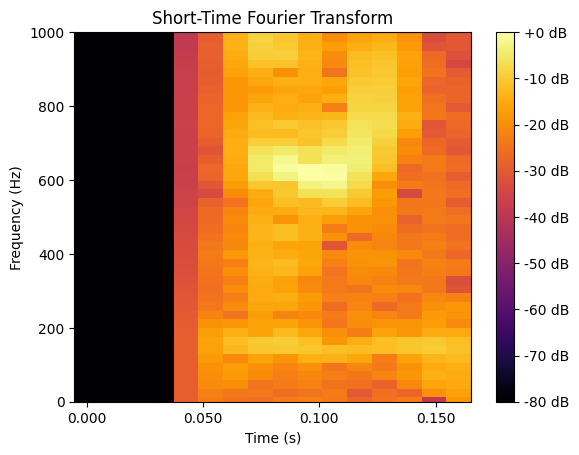 Short-Time Fourier Transform
1000
800
600
400
200
0
Frequency (Hz)
0.000
0.050
0.100
0.150
Time (s)
+0 dB
-10 dB
-20 dB
-30 dB
-40 dB
-50 dB
-60 dB
-70 dB
-80 dB